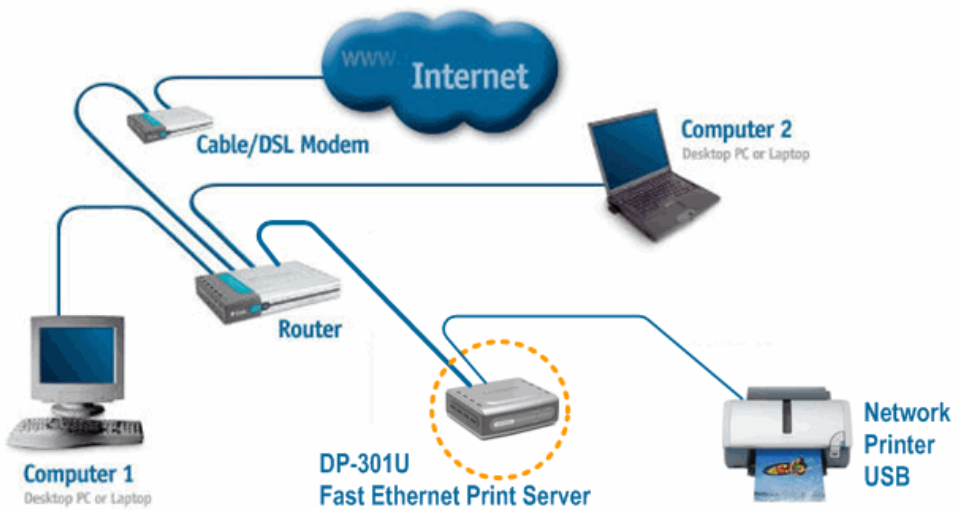 www.
Internet
Cable/DSL Modem
Computer 2
Desktop PC or Laptop
Router
Computer 1
Desktop PC or Laptop
DP-301U
Fast Ethernet Print Server
Network
Printer
USB